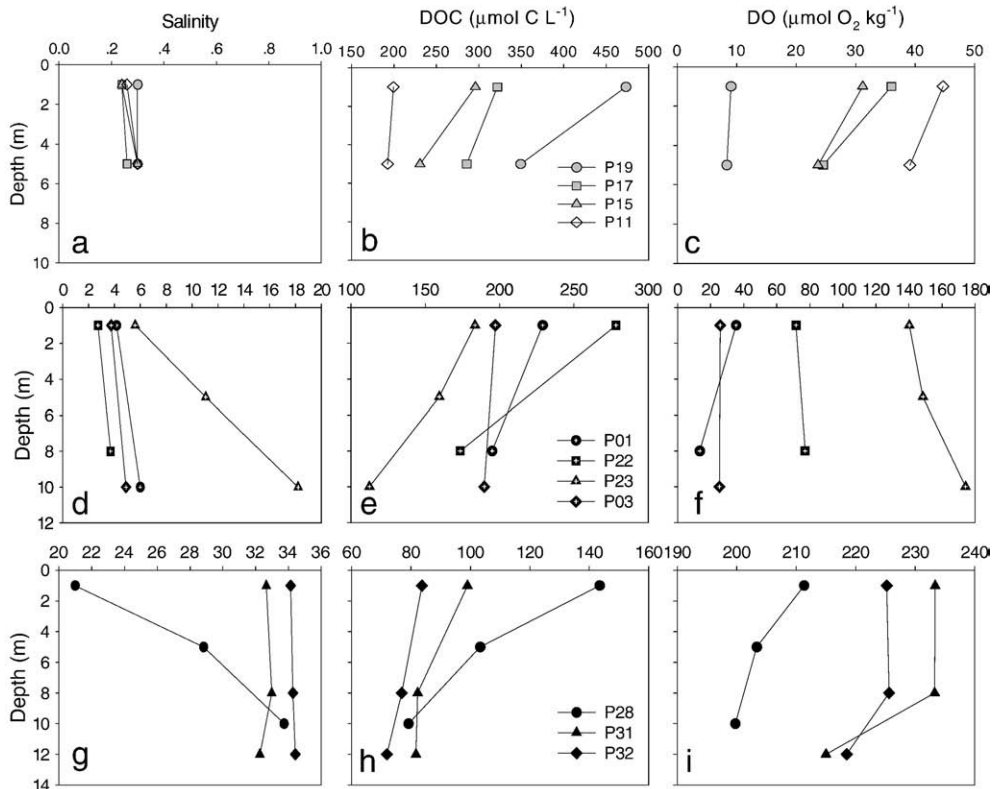 Salinity
DOC (μmol C L⁻¹)
DO (μmol O₂ kg⁻¹)
0.0 .2 .4 .6 .8 1.0
150 200 250 300 350 400 450 500
0 10 20 30 40 50
Depth (m)
0
2
4
6
8
10
a
b
P19
P17
P15
P11
c
0 2 4 6 8 10 12 14 16 18 20
100 150 200 250 300
0 20 40 60 80 100 120 140 160 180
Depth (m)
0
2
4
6
8
10
12
d
e
P01
P22
P23
P03
f
20 22 24 26 28 30 32 34 36
60 80 100 120 140 160
190 200 210 220 230 240
Depth (m)
0
2
4
6
8
10
12
14
g
h
P28
P31
P32
i